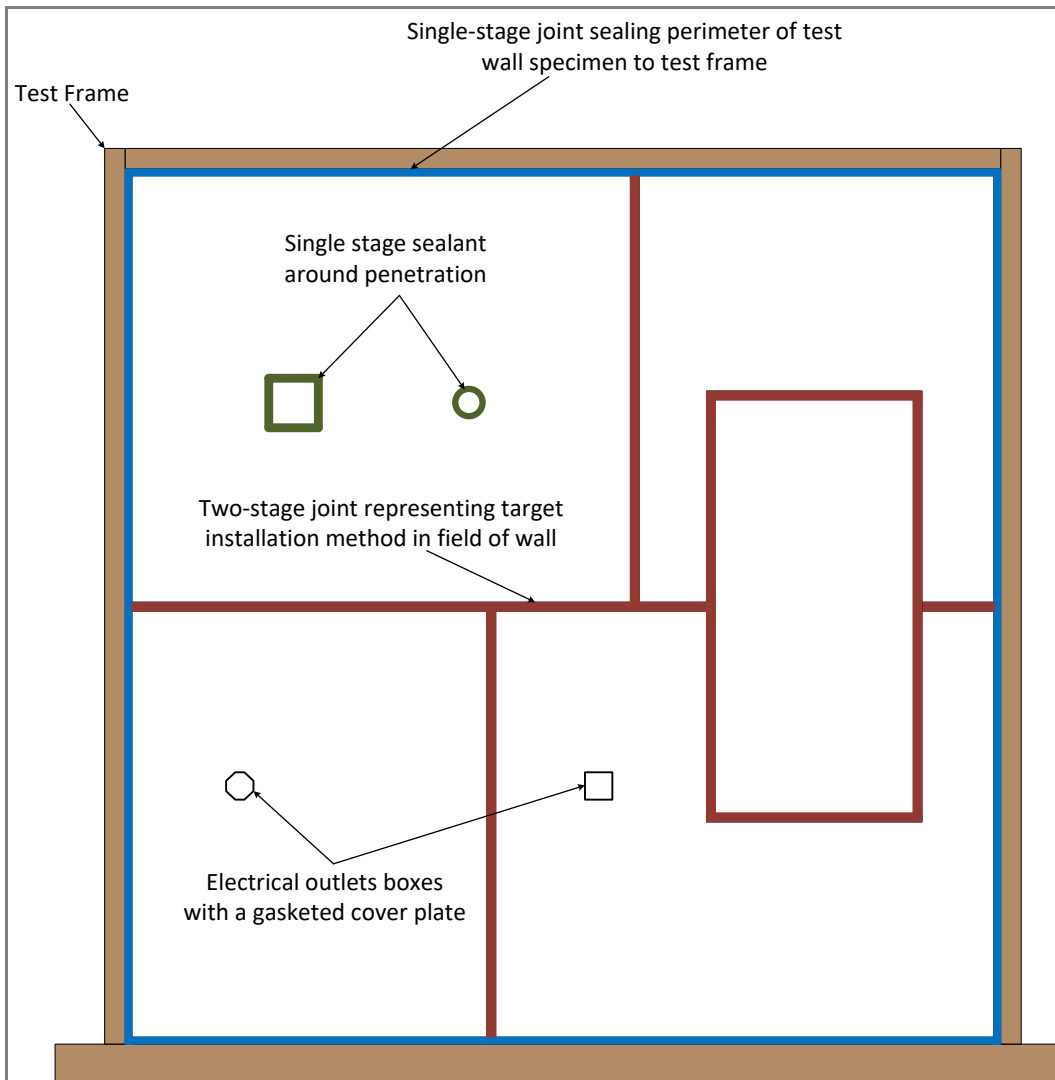 Single-stage joint sealing perimeter of test
wall specimen to test frame
Test Frame
Single stage sealant
around penetration
Two-stage joint representing target
installation method in field of wall
Electrical outlets boxes
with a gasketed cover plate